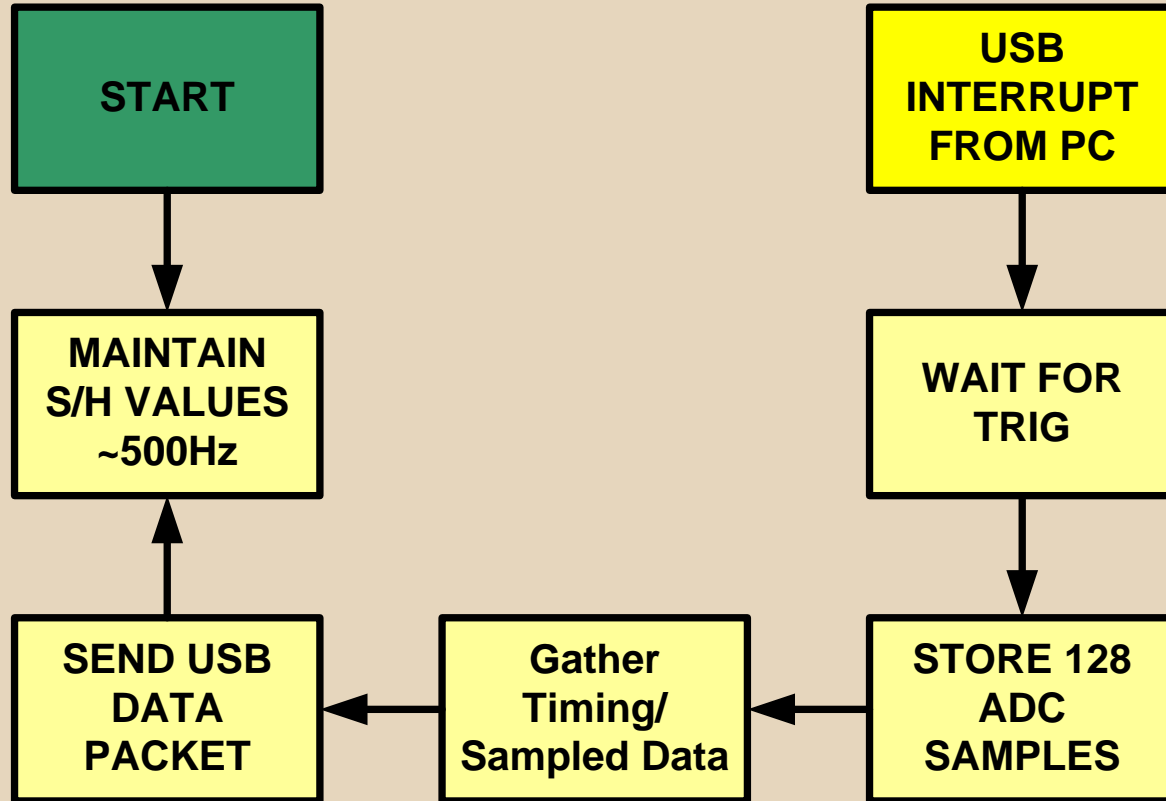 START
USB
INTERRUPT
FROM PC
MAINTAIN
S/H VALUES
~500Hz
WAIT FOR
TRIG
SEND USB
DATA
PACKET
Gather
Timing/
Sampled Data
STORE 128
ADC
SAMPLES